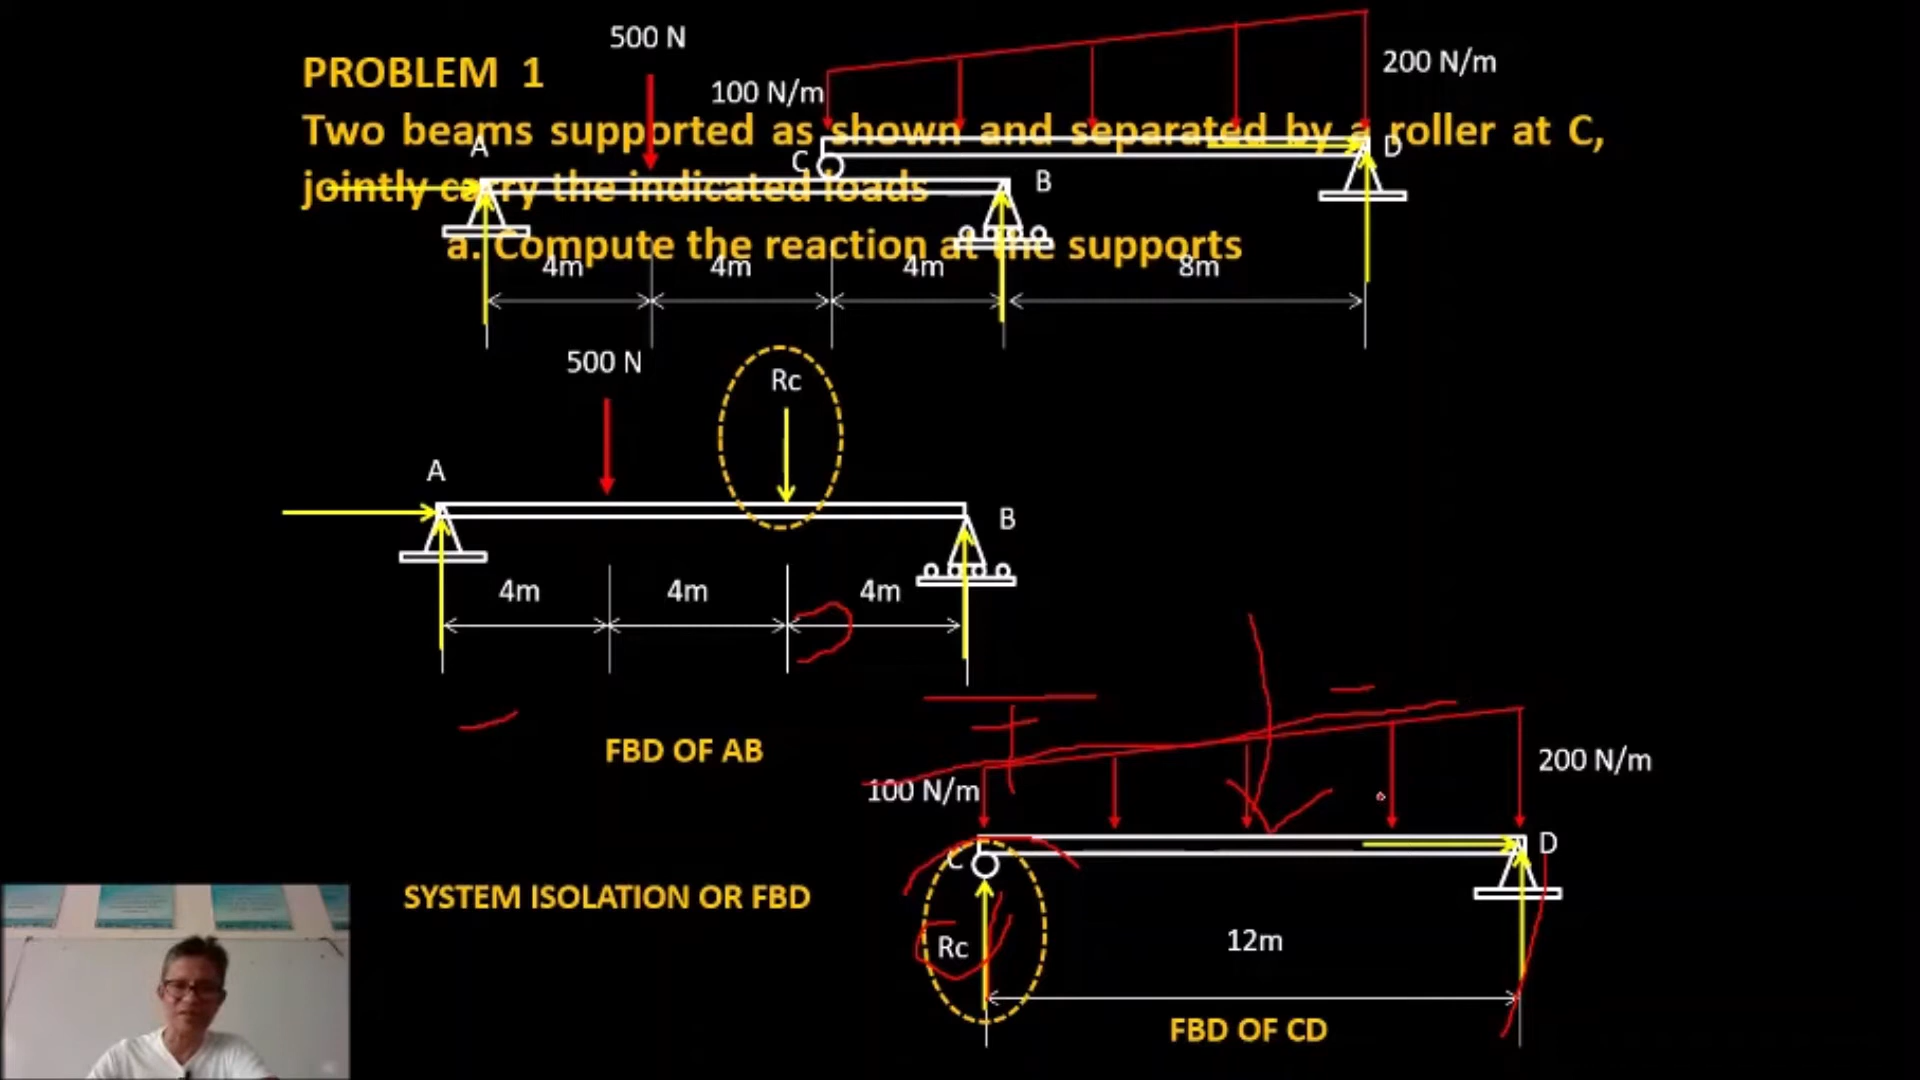 500 N
PROBLEM 1
200 N/m
100 N/m
Two beams supported as shown and separated by a roller at C,
A
C
D
jointly carry the indicated loads
B
a. Compute the reaction at the supports
4m
4m
4m
8m
500 N
Rc
A
B
4m
4m
4m
FBD OF AB
200 N/m
100 N/m
C
D
SYSTEM ISOLATION OR FBD
Rc
12m
FBD OF CD